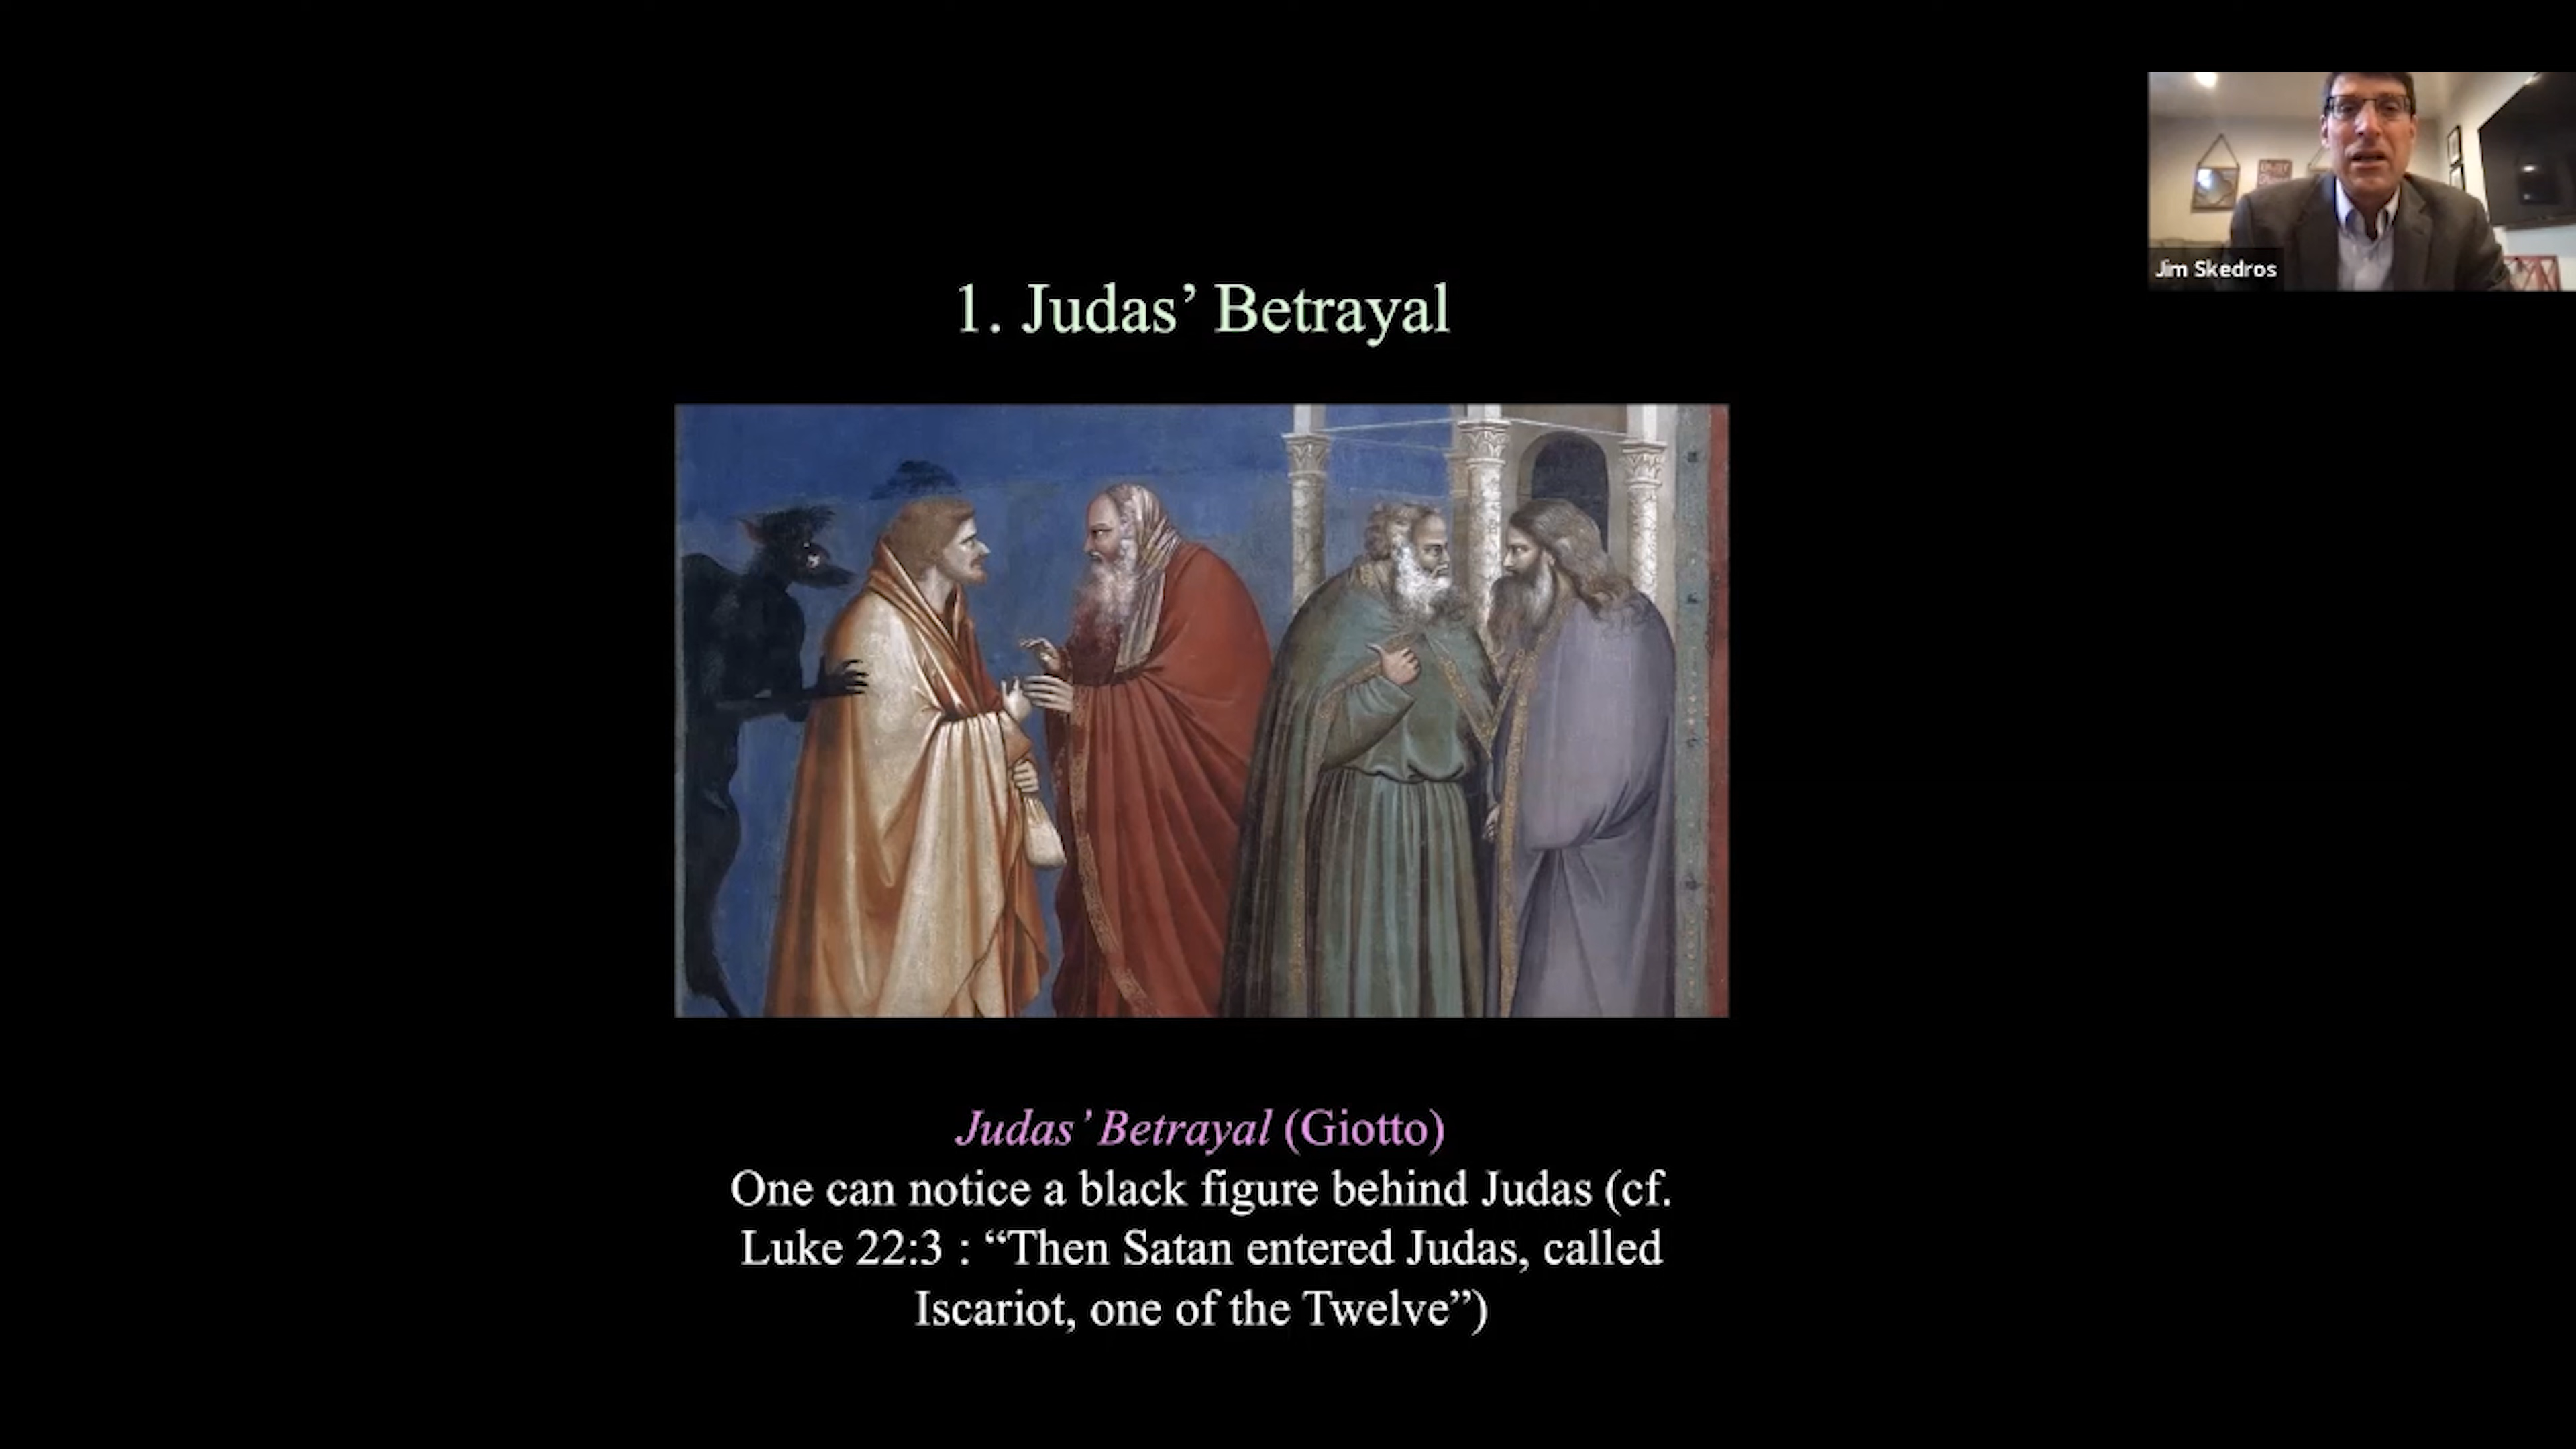 1. Judas’ Betrayal
Jim Skedros
Judas’ Betrayal (Giotto)
One can notice a black figure behind Judas (cf.
Luke 22:3 : “Then Satan entered Judas, called
Iscariot, one of the Twelve”)